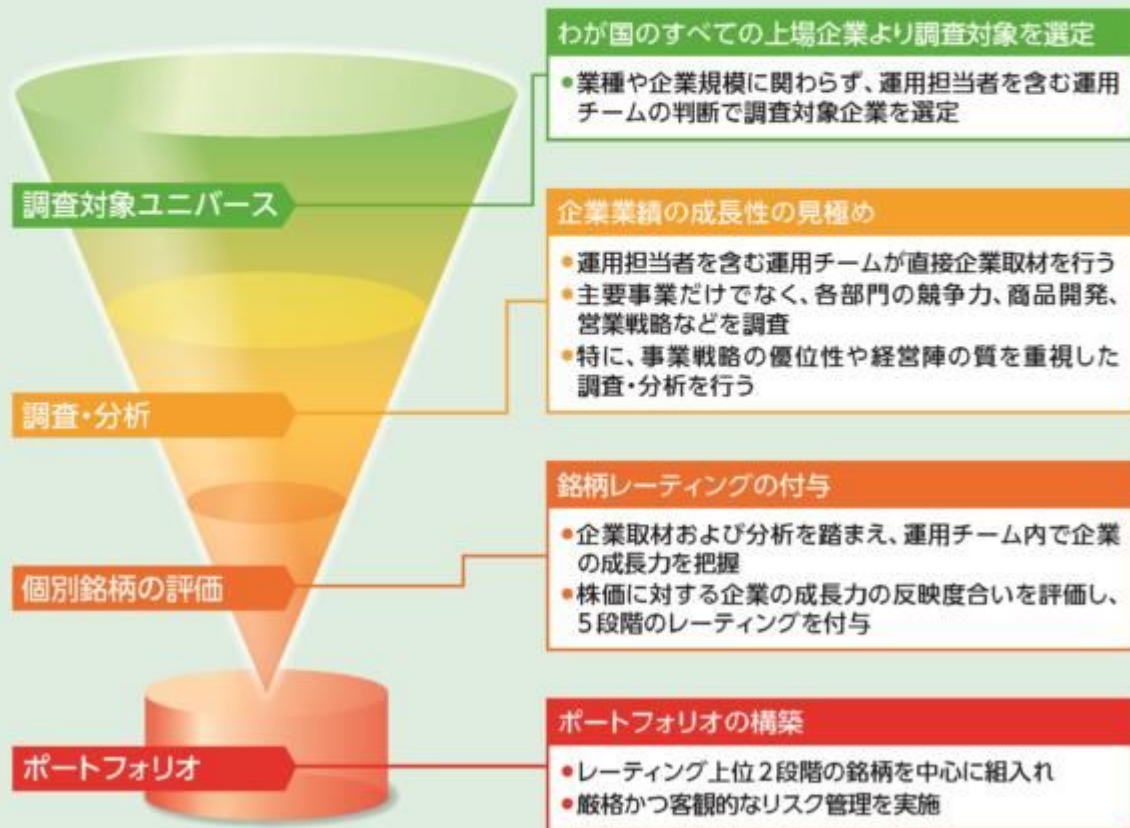 わが国のすべての上場企業より調査対象を選定
●業種や企業規模に関わらず、運用担当者を含む運用
チームの判断で調査対象企業を選定
調査対象ユニバース
企業業績の成長性の見極め
●運用担当者を含む運用チームが直接企業取材を行う
●主要事業だけでなく、各部門の競争力、商品開発、
営業戦略などを調査
●特に、事業戦略の優位性や経営陣の質を重視した
調査・分析を行う
調査・分析
銘柄レーティングの付与
●企業取材および分析を踏まえ、運用チーム内で企業
の成長力を把握
●株価に対する企業の成長力の反映度合いを評価し、
5段階のレーティングを付与
個別銘柄の評価
ポートフォリオの構築
●レーティング上位2段階の銘柄を中心に組入れ
●厳格かつ客観的なリスク管理を実施
ポートフォリオ